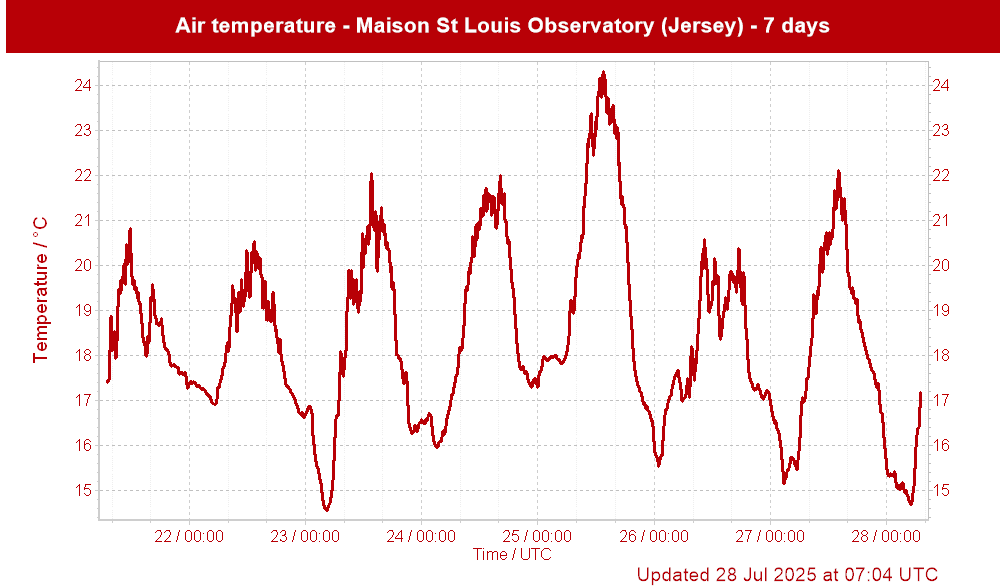 Air temperature - Maison St Louis Observatory (Jersey) - 7 days
24 24
23 23
22 22
21 21
20 20
19 19
18 18
17 17
16 16
15 15
Temperature / °C
22 / 00:00 23 / 00:00 24 / 00:00 25 / 00:00 26 / 00:00 27 / 00:00 28 / 00:00
Time / UTC
Updated 28 Jul 2025 at 07:04 UTC